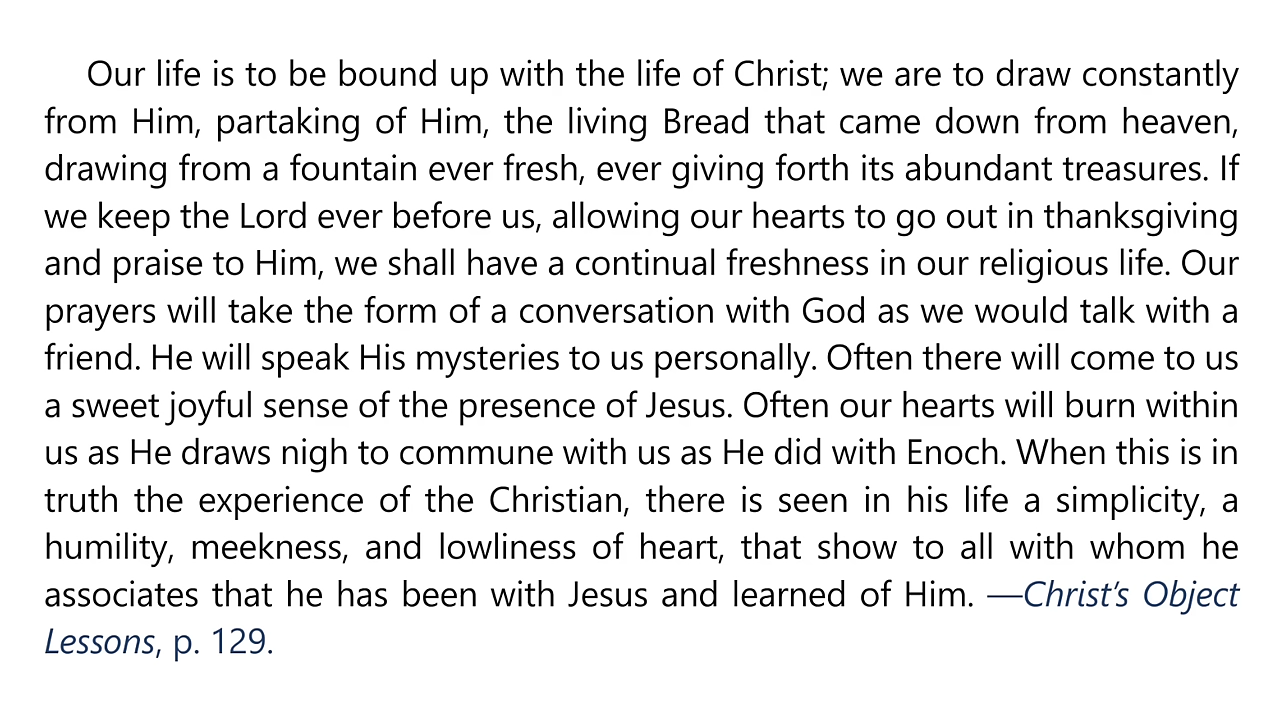 Our life is to be bound up with the life of Christ; we are to draw constantly
from Him, partaking of Him, the living Bread that came down from heaven,
drawing from a fountain ever fresh, ever giving forth its abundant treasures. If
we keep the Lord ever before us, allowing our hearts to go out in thanksgiving
and praise to Him, we shall have a continual freshness in our religious life. Our
prayers will take the form of a conversation with God as we would talk with a
friend. He will speak His mysteries to us personally. Often there will come to us
a sweet joyful sense of the presence of Jesus. Often our hearts will burn within
us as He draws nigh to commune with us as He did with Enoch. When this is in
truth the experience of the Christian, there is seen in his life a simplicity, a
humility, meekness, and lowliness of heart, that show to all with whom he
associates that he has been with Jesus and learned of Him. —Christ’s Object
Lessons, p. 129.